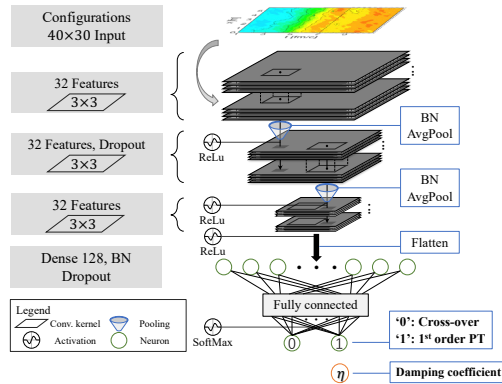 Configurations
40×30 Input
32 Features
3×3
BN
AvgPool
32 Features, Dropout
3×3
ReLu
BN
AvgPool
32 Features
3×3
ReLu
ReLu
Flatten
Dense 128, BN
Dropout
Fully connected
Legend
Conv. kernel
Pooling
Activation
Neuron
SoftMax
0
1
‘0’: Cross-over
‘1’: 1st order PT
η
Damping coefficient